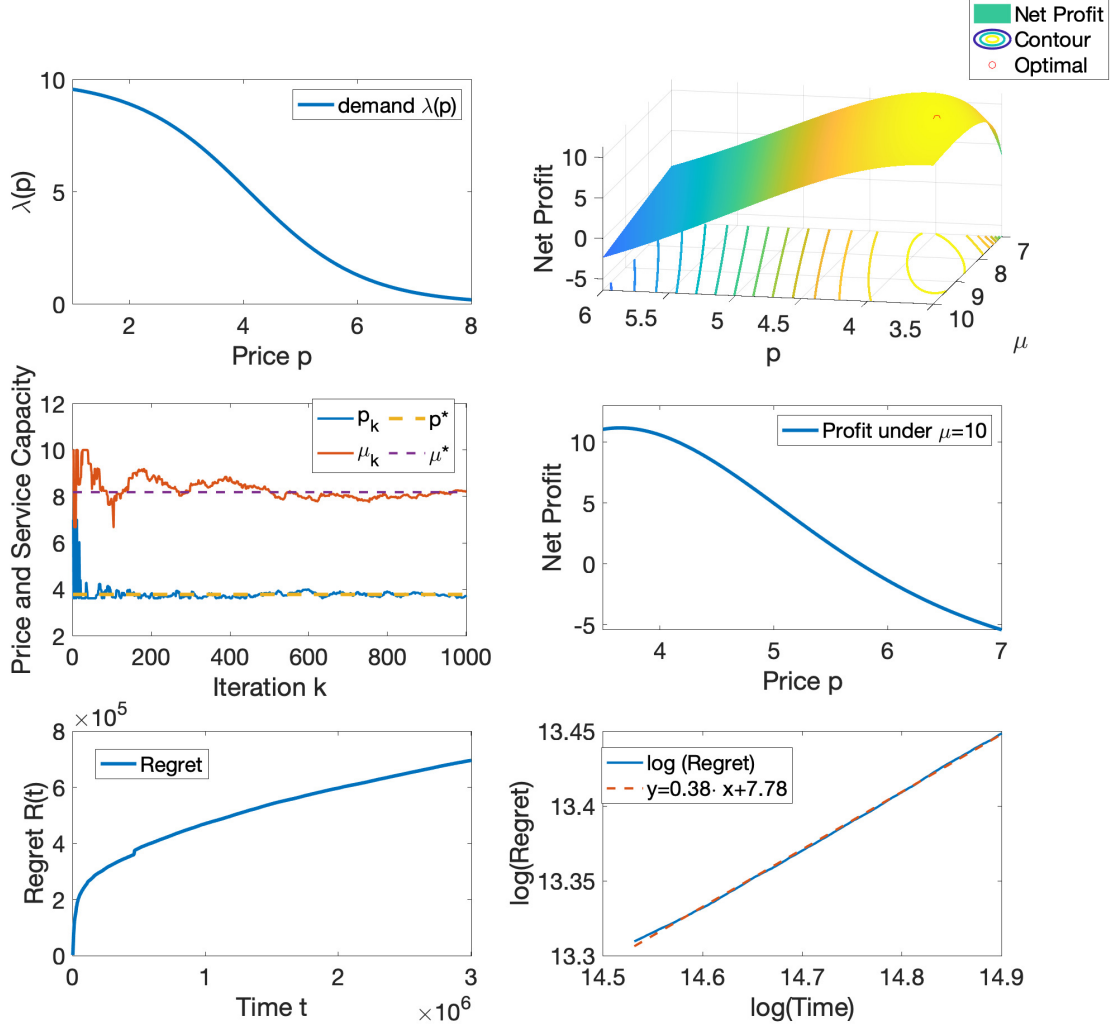 Net Profit
Contour
Optimal
10
5
0
λ(p)
demand λ(p)
2
4
6
8
Price p
10
5
0
-5
Net Profit
6
5.5
5
4.5
4
3.5
p
7
8
9
10
μ
12
10
8
6
4
2
Price and Service Capacity
p_k
p*
μ_k
μ*
0
200
400
600
800
1000
Iteration k
10
5
0
-5
Net Profit
Profit under μ=10
4
5
6
7
Price p
×10^5
8
6
4
2
0
Regret R(t)
Regret
0
1
2
3
Time t
×10^6
13.45
13.4
13.35
13.3
log(Regret)
log (Regret)
y=0.38· x+7.78
14.5
14.6
14.7
14.8
14.9
log(Time)